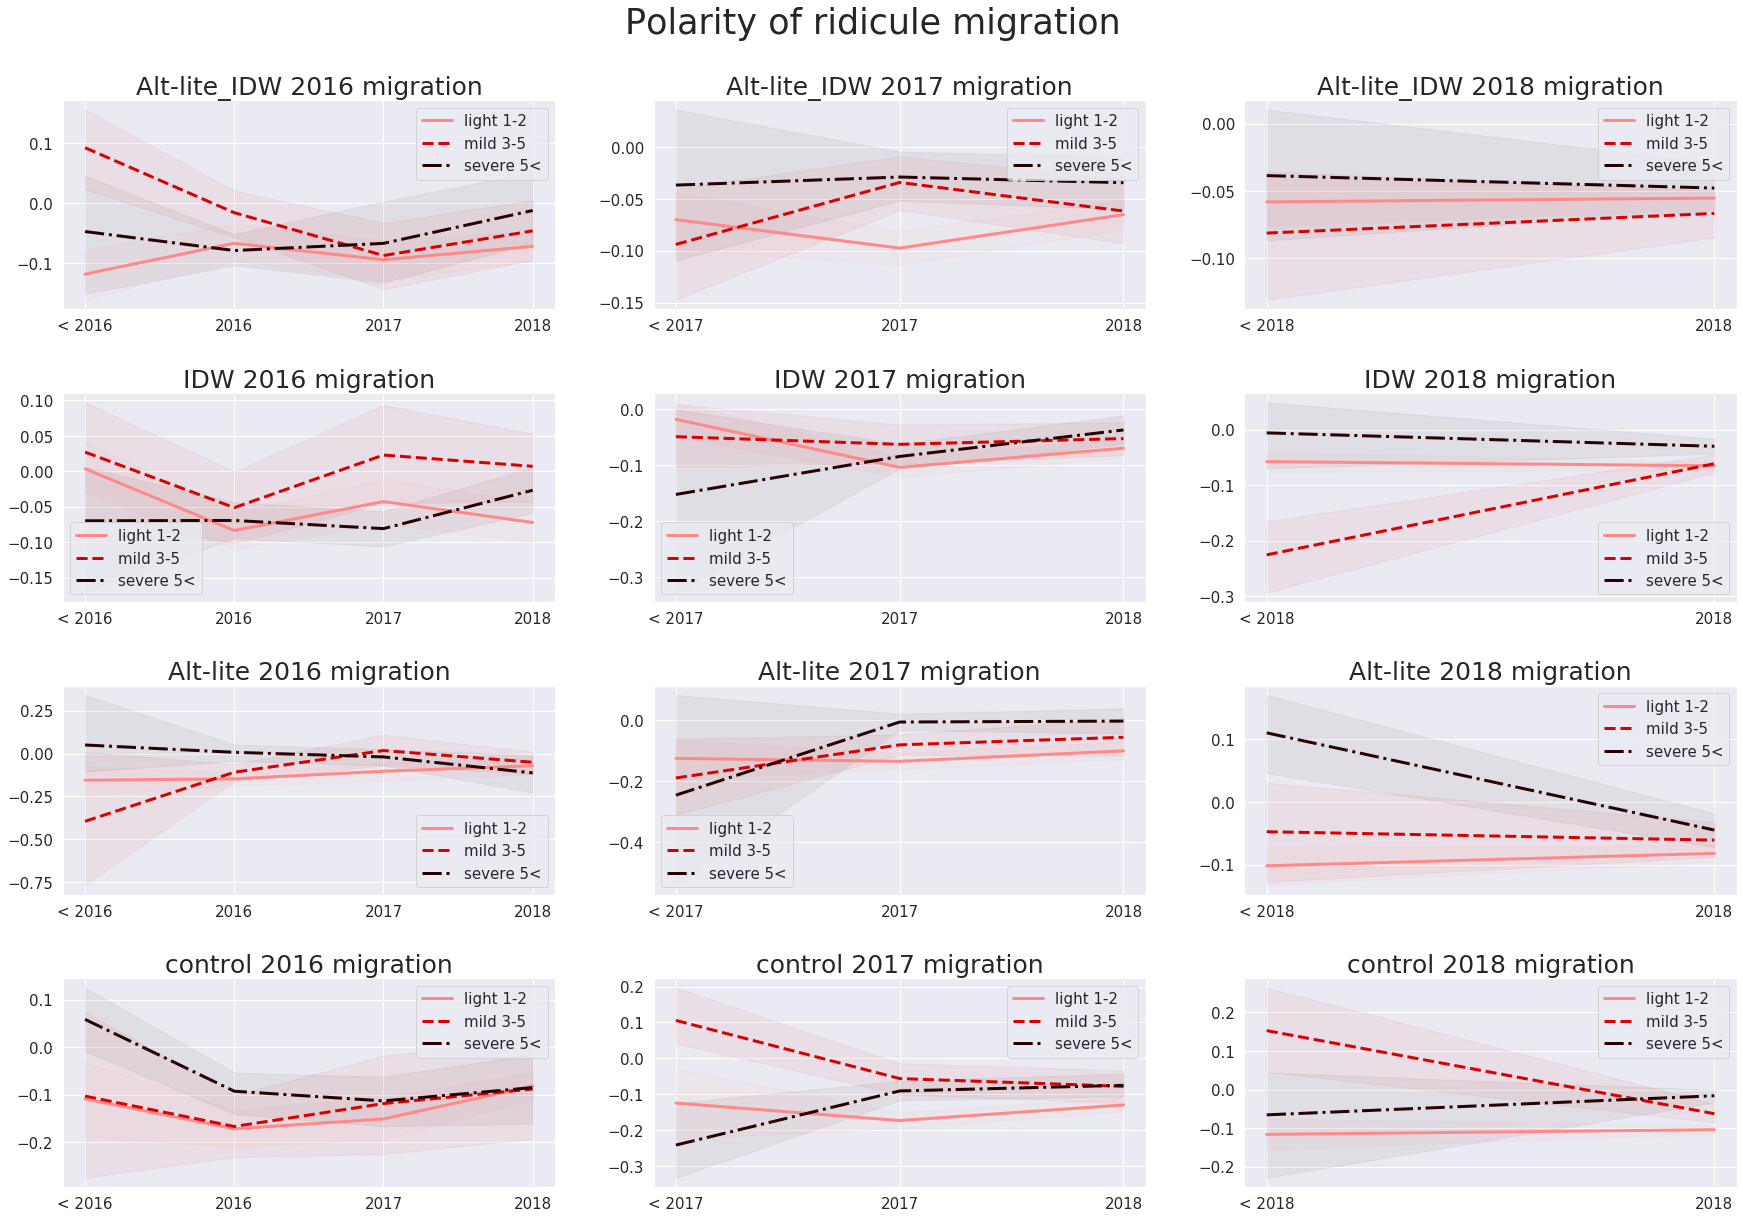 Polarity of ridicule migration
Alt-lite_IDW 2016 migration
0.1
0.0
−0.1
light 1-2
mild 3-5
severe 5<
< 2016
2016
2017
2018
Alt-lite_IDW 2017 migration
0.00
−0.05
−0.10
−0.15
light 1-2
mild 3-5
severe 5<
< 2017
2017
2018
Alt-lite_IDW 2018 migration
0.00
−0.05
−0.10
light 1-2
mild 3-5
severe 5<
< 2018
2018
IDW 2016 migration
0.10
0.05
0.00
−0.05
−0.10
−0.15
light 1-2
mild 3-5
severe 5<
< 2016
2016
2017
2018
IDW 2017 migration
0.0
−0.1
−0.2
−0.3
light 1-2
mild 3-5
severe 5<
< 2017
2017
2018
IDW 2018 migration
0.0
−0.1
−0.2
−0.3
light 1-2
mild 3-5
severe 5<
< 2018
2018
Alt-lite 2016 migration
0.25
0.00
−0.25
−0.50
−0.75
light 1-2
mild 3-5
severe 5<
< 2016
2016
2017
2018
Alt-lite 2017 migration
0.0
−0.2
−0.4
light 1-2
mild 3-5
severe 5<
< 2017
2017
2018
Alt-lite 2018 migration
0.1
0.0
−0.1
light 1-2
mild 3-5
severe 5<
< 2018
2018
control 2016 migration
0.1
0.0
−0.1
−0.2
light 1-2
mild 3-5
severe 5<
< 2016
2016
2017
2018
control 2017 migration
0.2
0.1
0.0
−0.1
−0.2
−0.3
light 1-2
mild 3-5
severe 5<
< 2017
2017
2018
control 2018 migration
0.2
0.1
0.0
−0.1
−0.2
light 1-2
mild 3-5
severe 5<
< 2018
2018